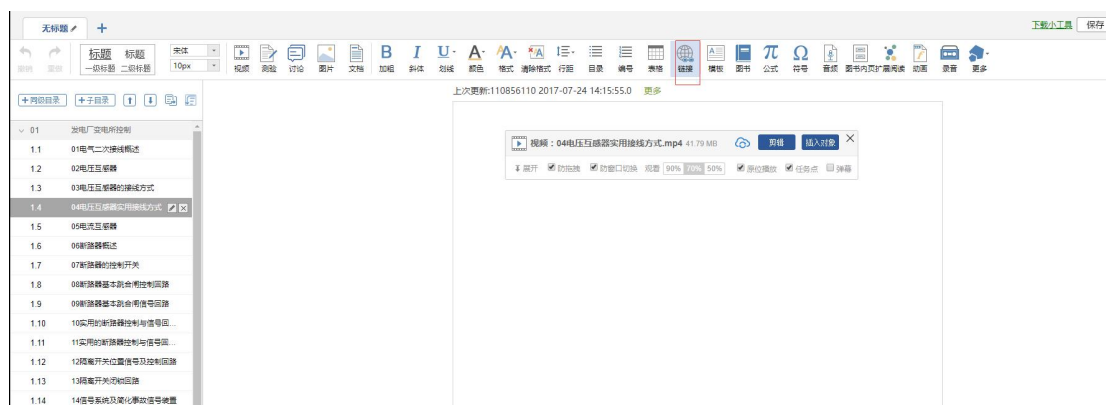 无标题
+
下载小工具 保存
撤销 重做 标题 标题 一级标题 二级标题 宋体 10px 视频 测验 讨论 图片 文档 B 加粗 I 斜体 U 划线 A 颜色 格式 清除格式 行距 目录 编号 表格 链接 模板 图书 π 公式 Ω 符号 音频 图书内页 扩展阅读 动画 录音 更多
+同级目录 +子目录
上次更新:110856110 2017-07-24 14:15:55.0 更多
01 发电厂变电所控制
1.1 01电气二次接线概述
1.2 02电压互感器
1.3 03电压互感器的接线方式
1.4 04电压互感器实用接线方式
1.5 05电流互感器
1.6 06断路器概述
1.7 07断路器的控制开关
1.8 08断路器基本跳合闸控制回路
1.9 09断路器基本跳合闸信号回路
1.10 10实用的断路器控制与信号回...
1.11 11实用的断路器控制与信号回...
1.12 12隔离开关位置信号及控制回路
1.13 13隔离开关闭锁回路
1.14 14信号系统及简化事故信号装置
视频：04电压互感器实用接线方式.mp4 41.79 MB 剪辑 插入对象
展开 防拖拽 防窗口切换 观看 90% 70% 50% 原位播放 任务点 弹幕